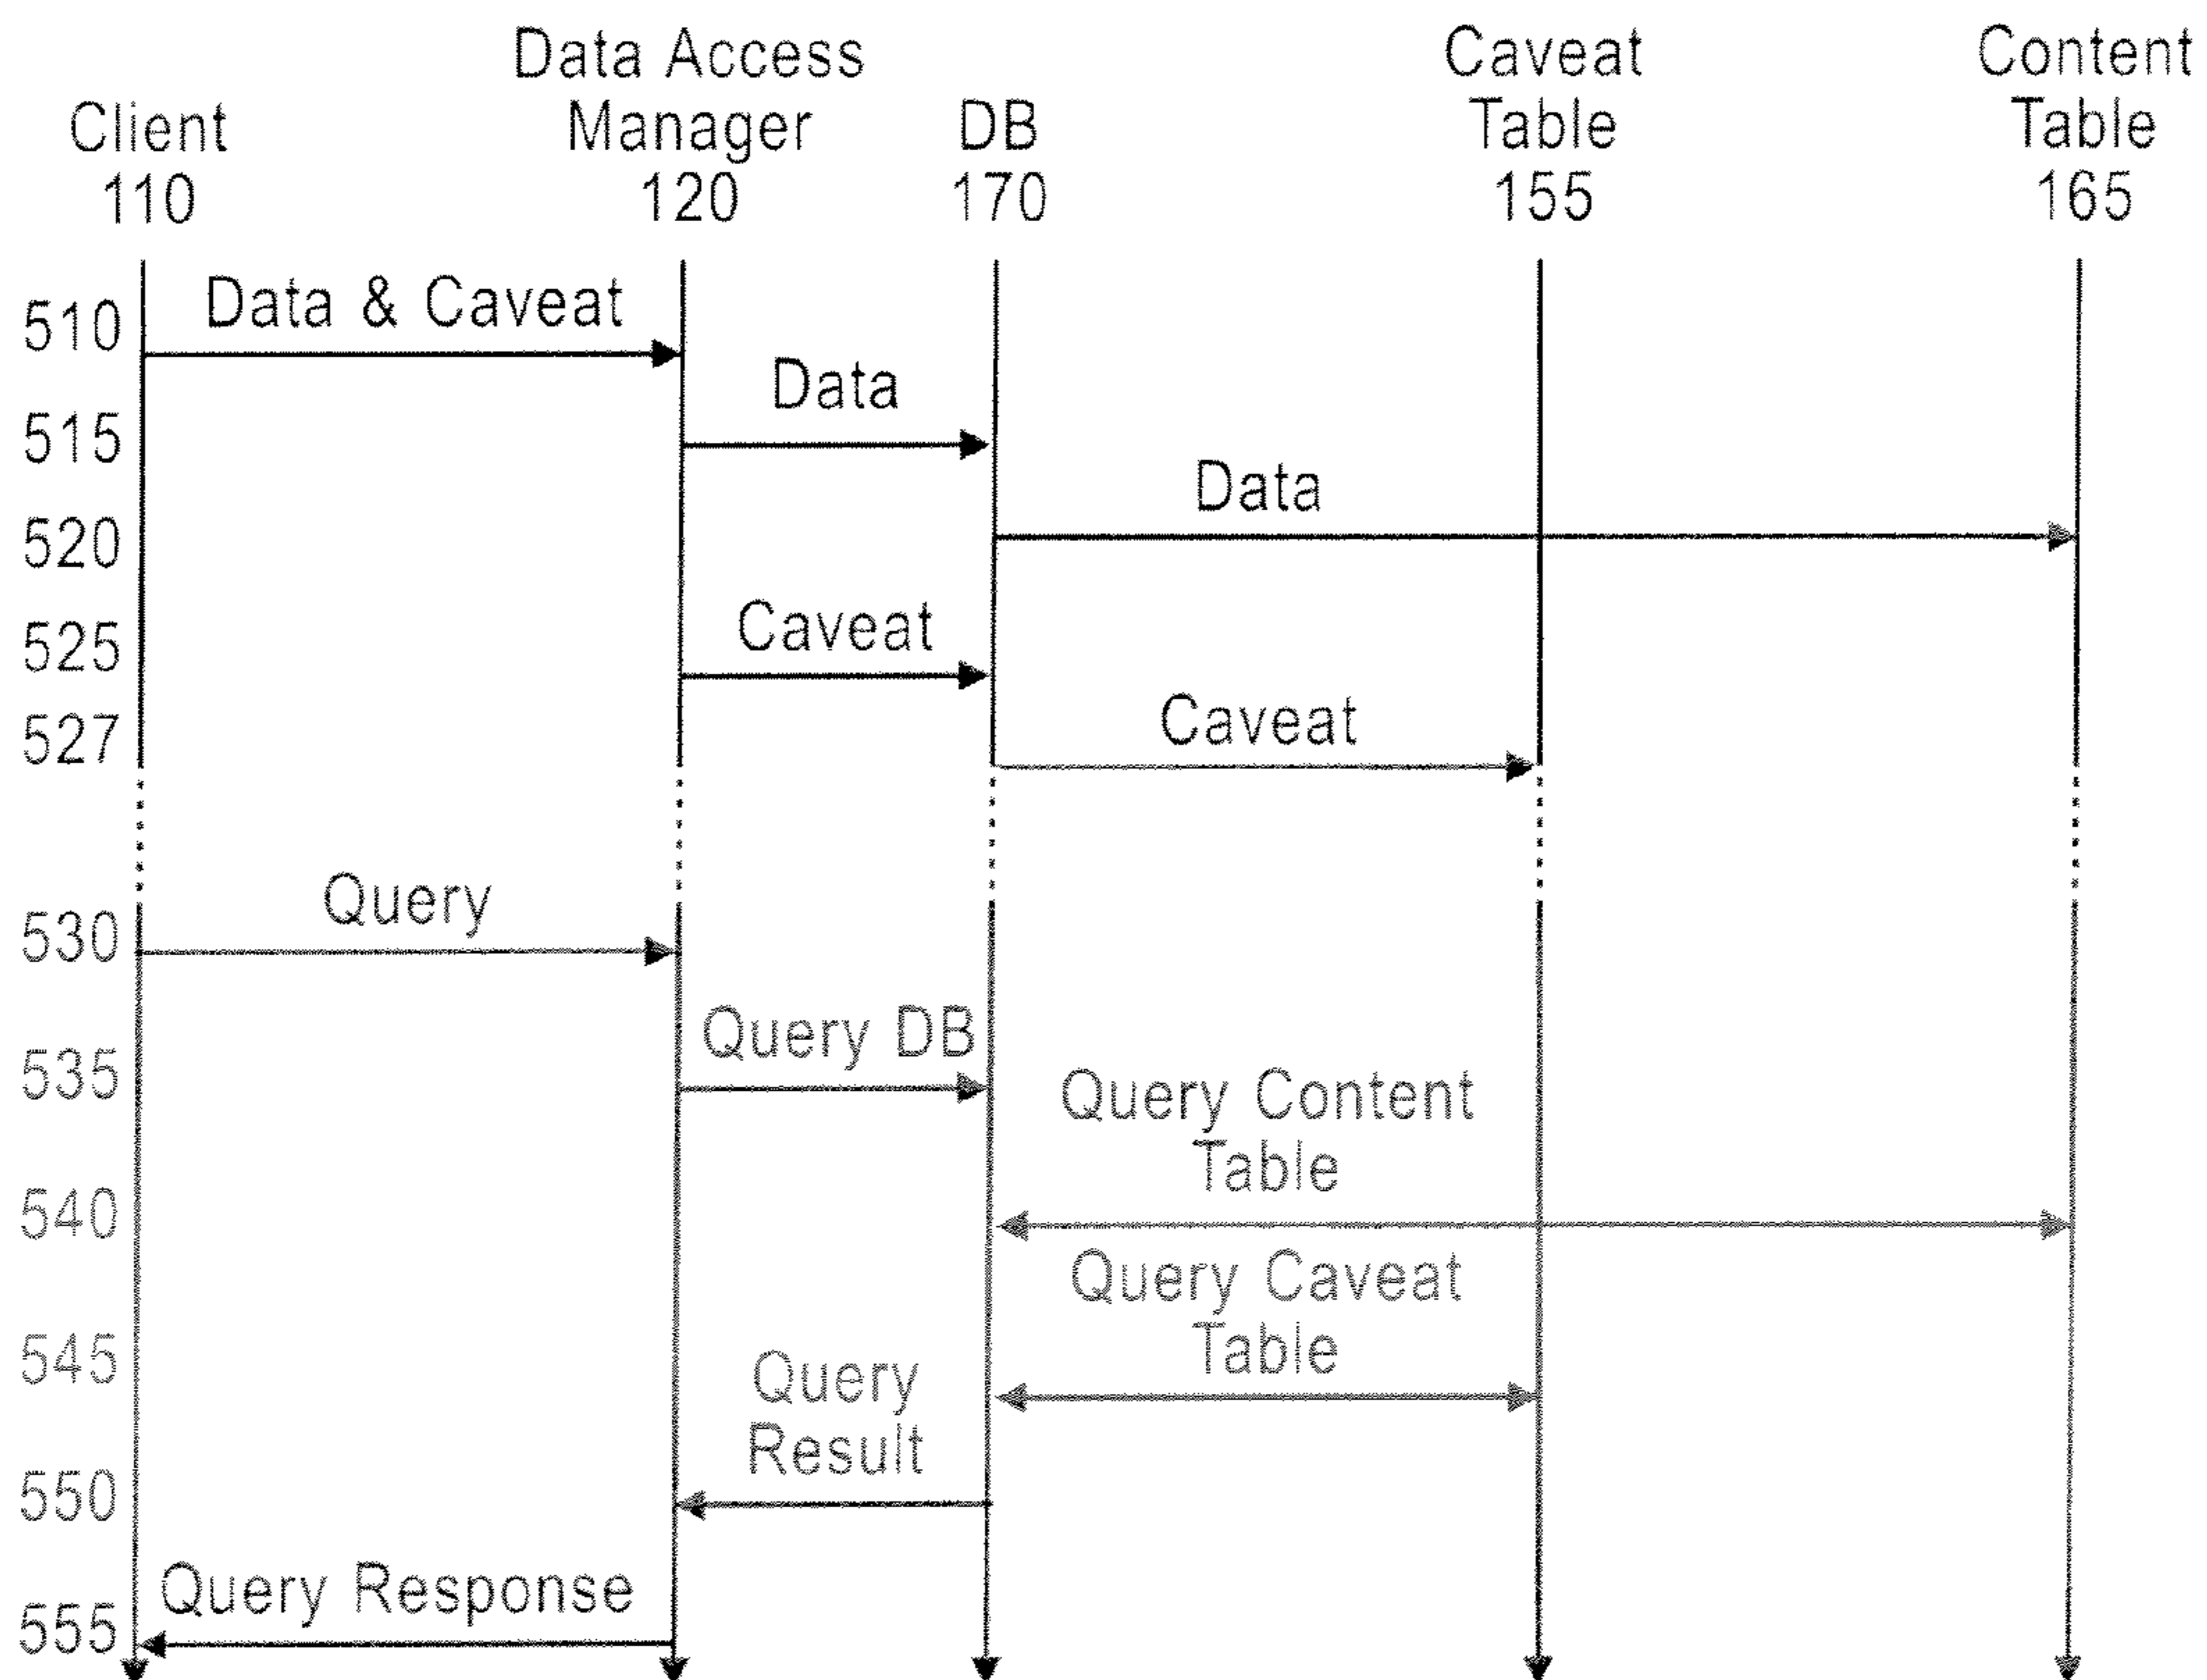 Data Access
Caveat
Content
Client
Manager
DB
Table
Table
110
120
170
155
165
Data & Caveat
510
Data
515
Data
520
Caveat
525
Caveat
527
Query
530
Query DB
535
Query Content
Table
540
Query Caveat
Table
545
Query
Result
550
Query Response
555